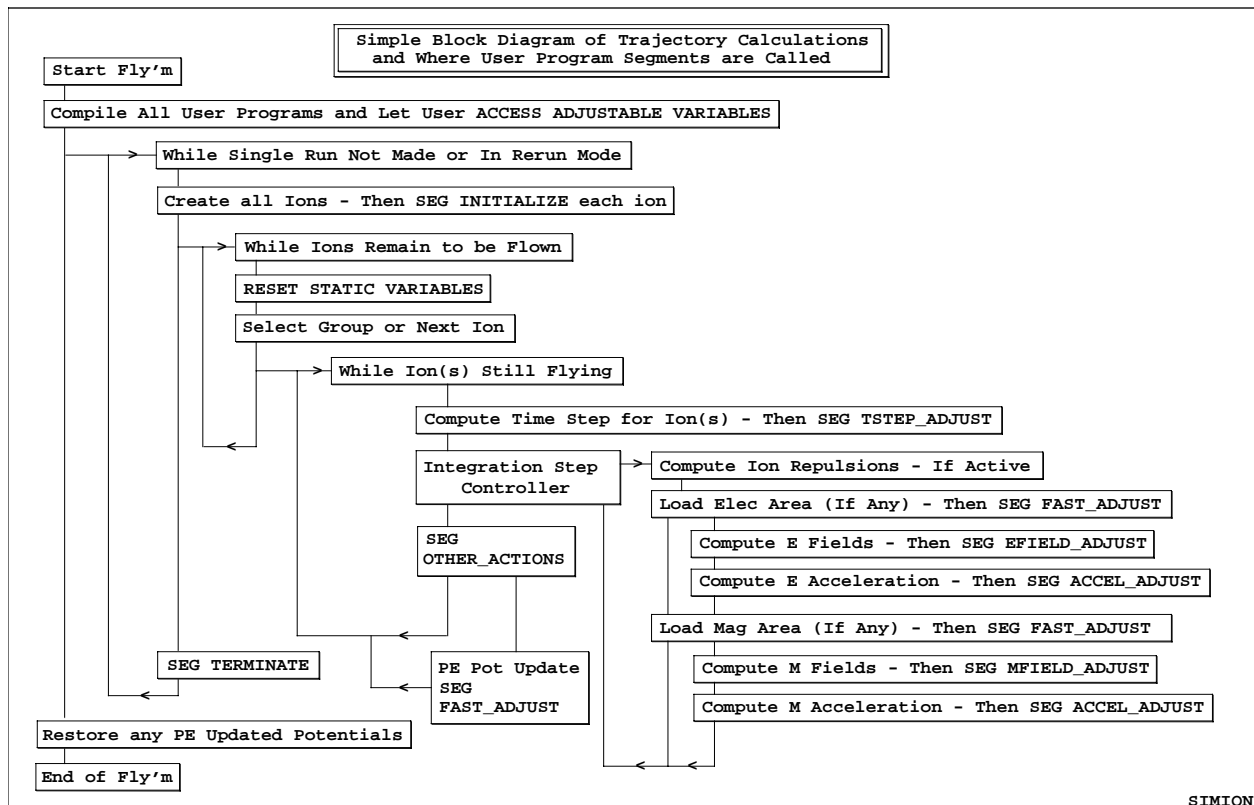 Simple Block Diagram of Trajectory Calculations
and Where User Program Segments are Called
Start Fly'm
Compile All User Programs and Let User ACCESS ADJUSTABLE VARIABLES
While Single Run Not Made or In Rerun Mode
Create all Ions - Then SEG INITIALIZE each ion
While Ions Remain to be Flown
RESET STATIC VARIABLES
Select Group or Next Ion
While Ion(s) Still Flying
Compute Time Step for Ion(s) - Then SEG TSTEP_ADJUST
Integration Step
Controller
Compute Ion Repulsions - If Active
Load Elec Area (If Any) - Then SEG FAST_ADJUST
Compute E Fields - Then SEG EFIELD_ADJUST
Compute E Acceleration - Then SEG ACCEL_ADJUST
Load Mag Area (If Any) - Then SEG FAST_ADJUST
Compute M Fields - Then SEG MFIELD_ADJUST
Compute M Acceleration - Then SEG ACCEL_ADJUST
SEG
OTHER_ACTIONS
PE Pot Update
SEG
FAST_ADJUST
SEG TERMINATE
Restore any PE Updated Potentials
End of Fly'm
SIMION